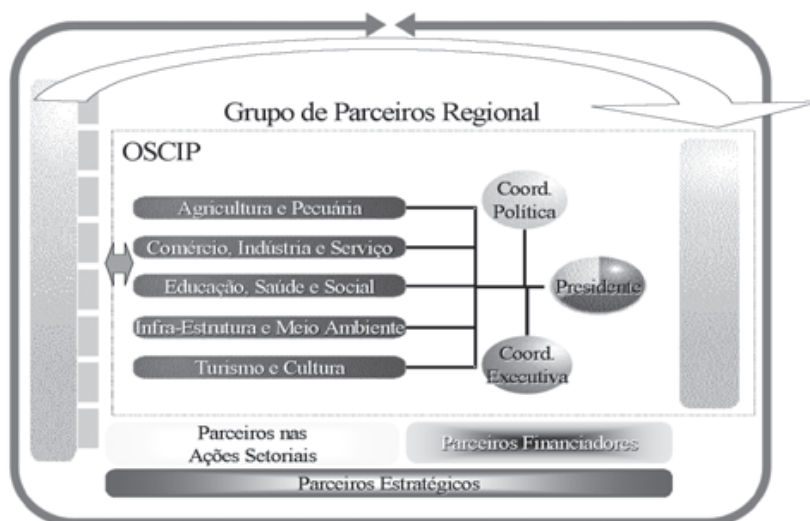 Grupo de Parceiros Regional
OSCIP
Agricultura e Pecuária
Comércio, Indústria e Serviço
Educação, Saúde e Social
Infra-Estrutura e Meio Ambiente
Turismo e Cultura
Coord.
Política
Presidente
Coord.
Executiva
Parceiros nas
Ações Setoriais
Parceiros Financiadores
Parceiros Estratégicos